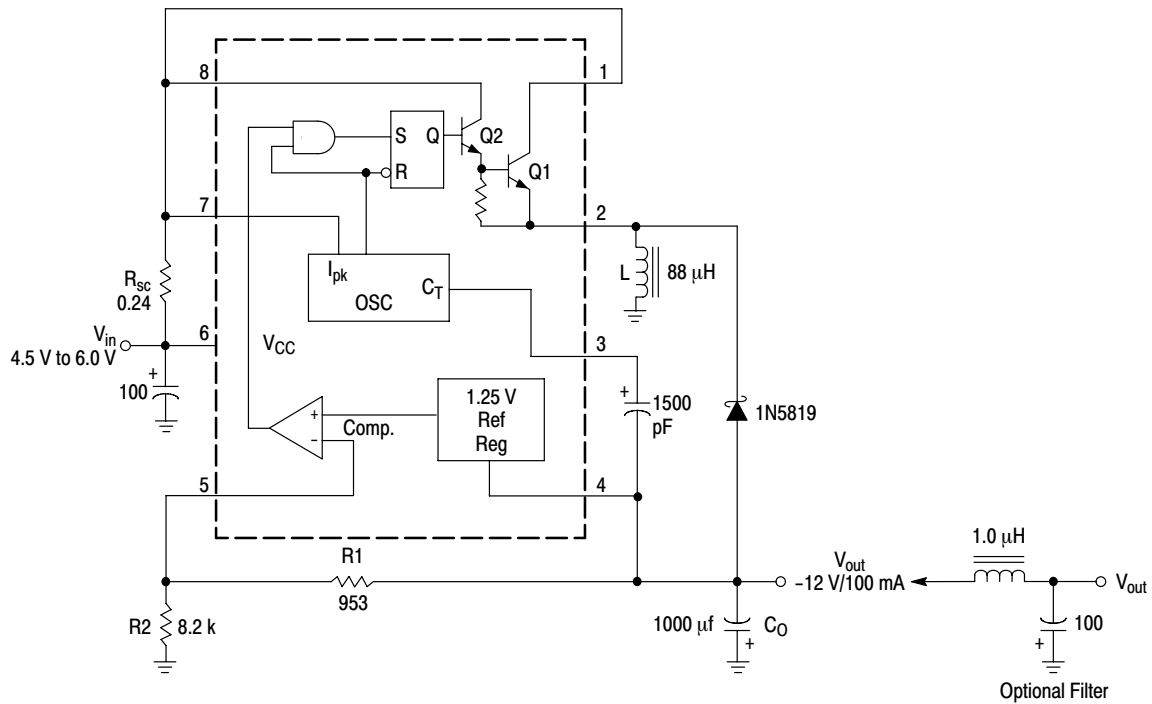 8
1
S
Q
Q2
R
Q1
7
2
Ipk
OSC
CT
L
88 μH
Rsc
0.24
Vin
4.5 V to 6.0 V
6
VCC
3
+
100
+
1500
pF
1N5819
+
–
Comp.
1.25 V
Ref
Reg
5
4
R1
953
1.0 μH
Vout
–12 V/100 mA
Vout
R2
8.2 k
1000 μf
CO
+
100
+
Optional Filter